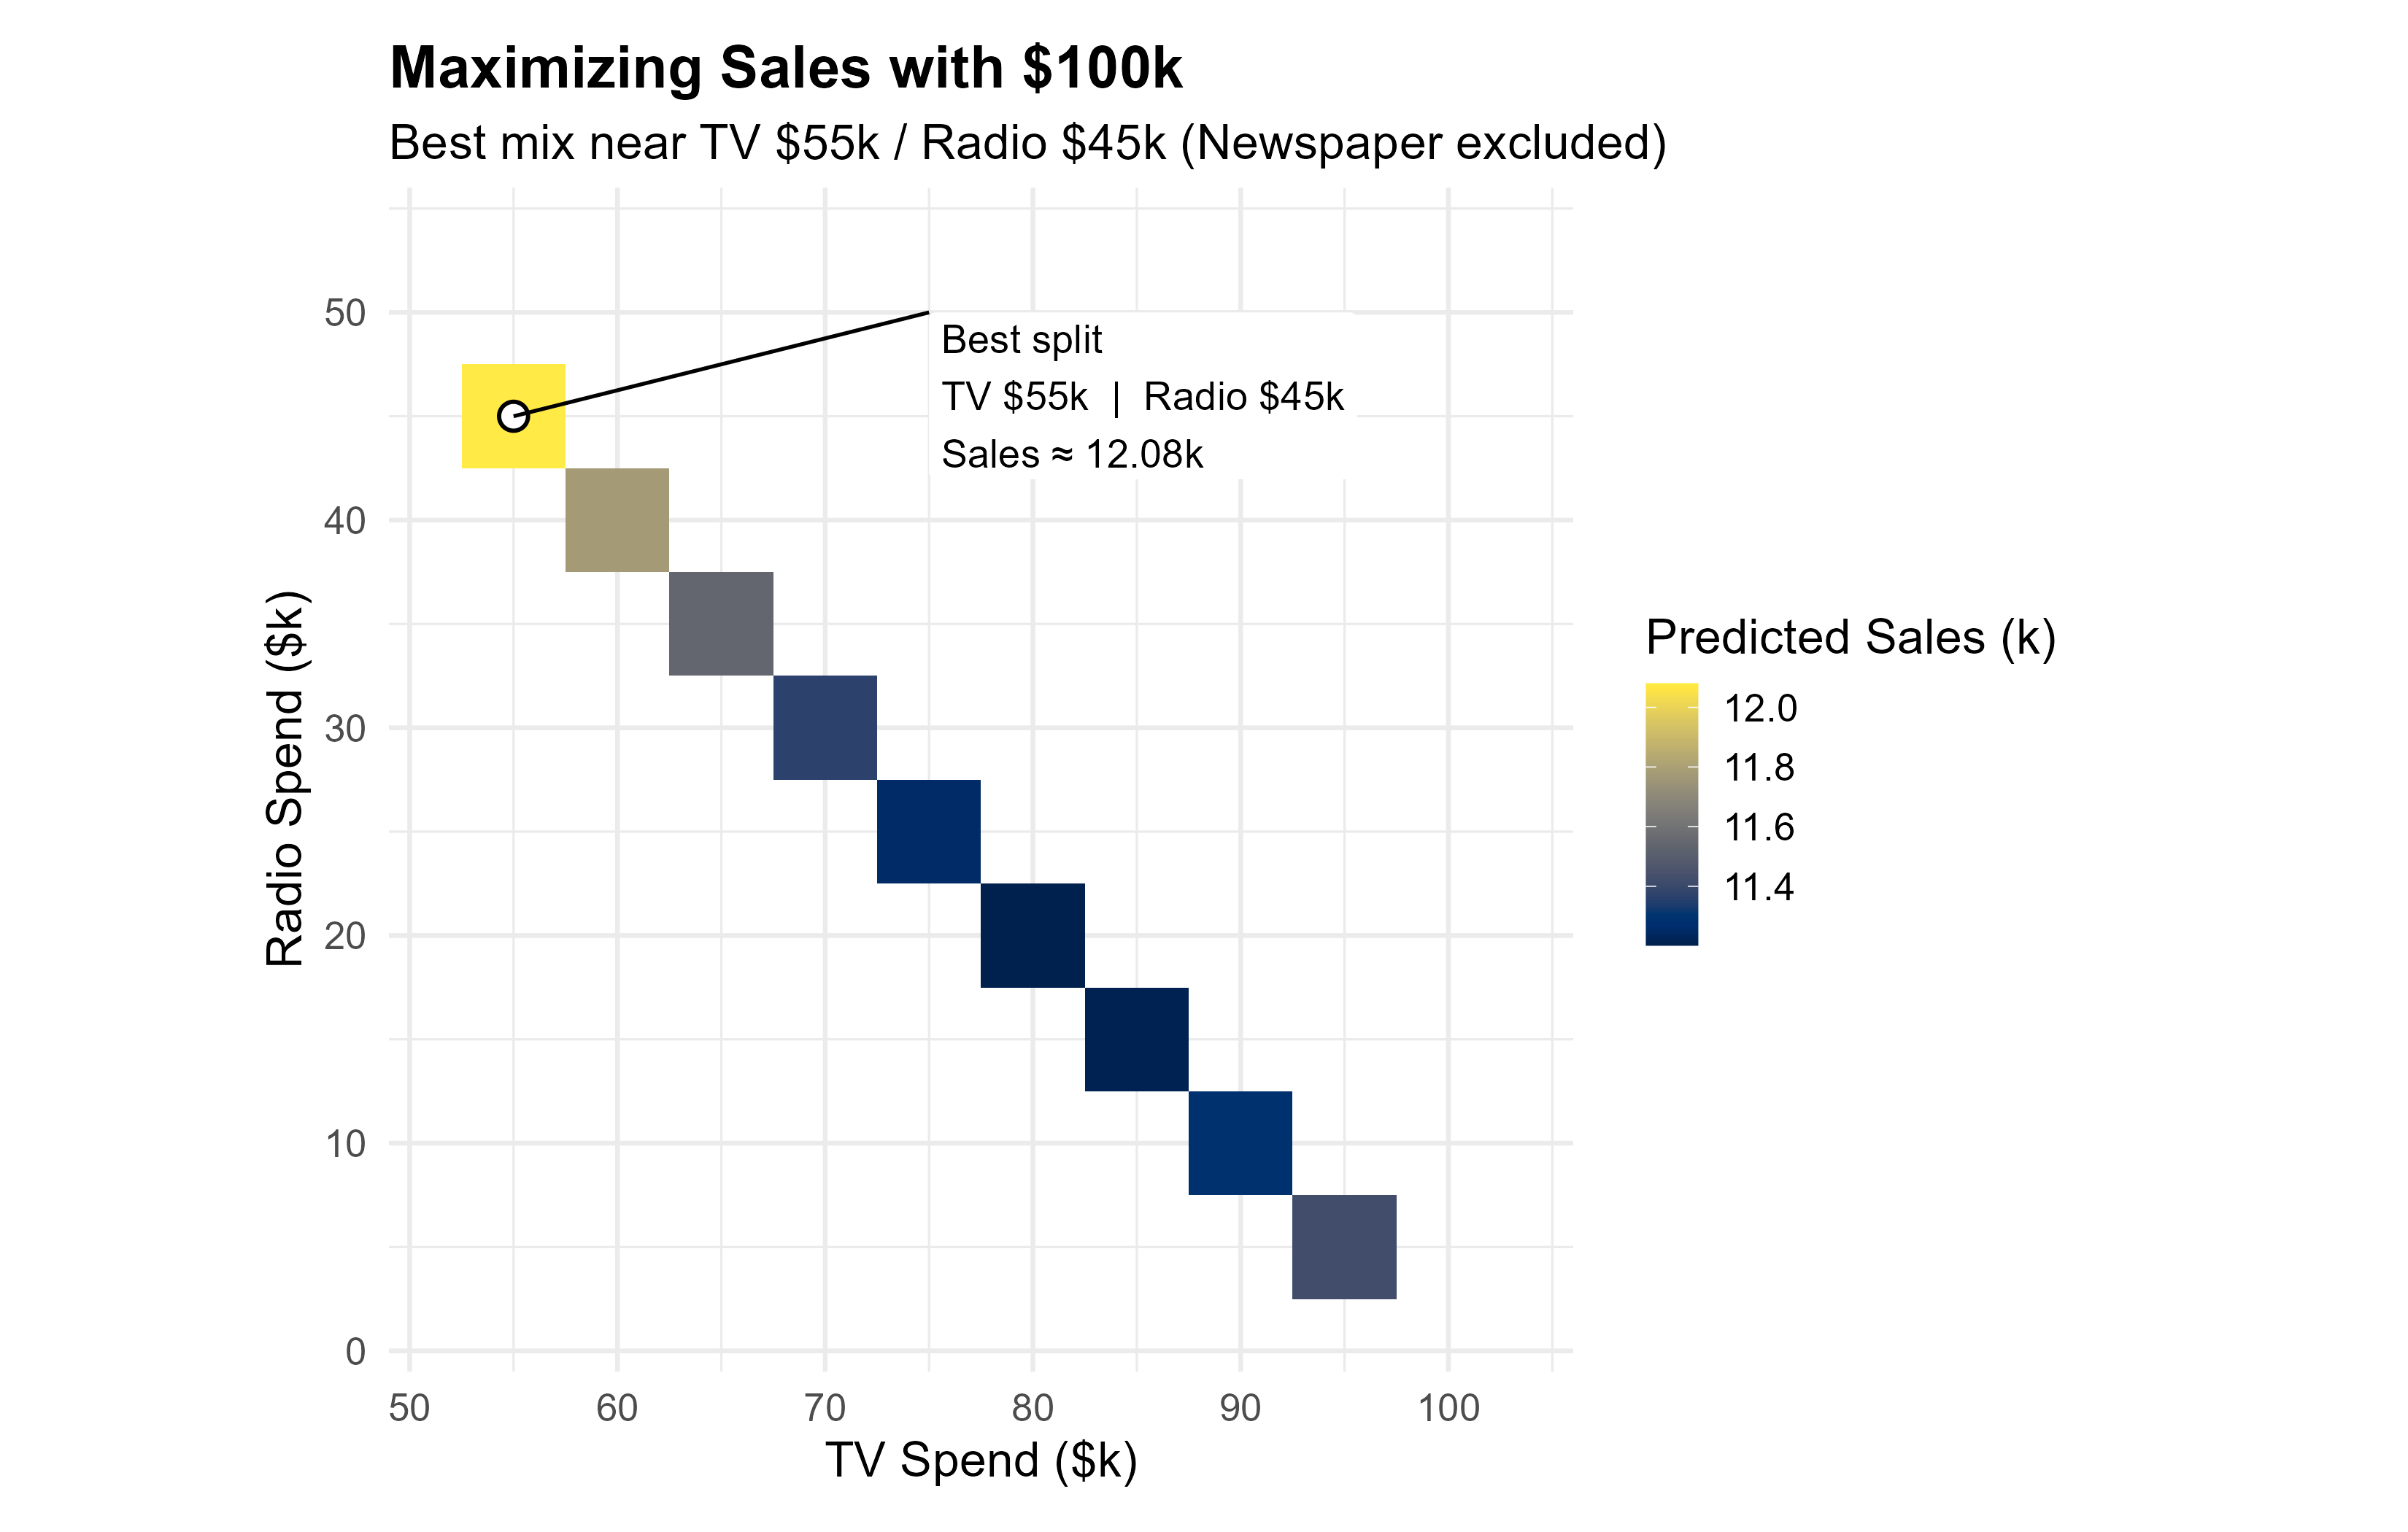 Maximizing Sales with $100k
Best mix near TV $55k / Radio $45k (Newspaper excluded)
Best split
TV $55k | Radio $45k
Sales ≈ 12.08k
Radio Spend ($k)
50
40
30
20
10
0
50 60 70 80 90 100
TV Spend ($k)
Predicted Sales (k)
12.0
11.8
11.6
11.4